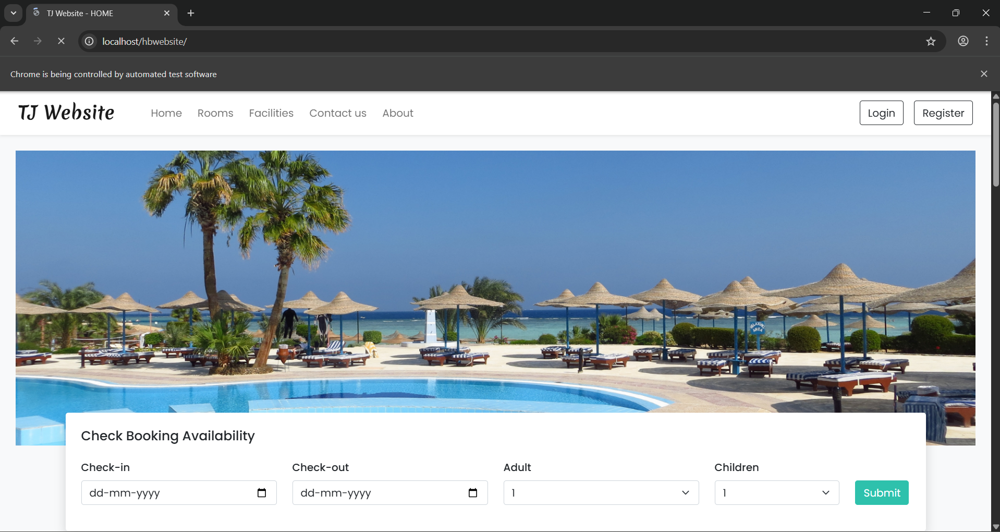 TJ Website - HOME
localhost/hbwebsite/
Chrome is being controlled by automated test software
TJ Website
Home Rooms Facilities Contact us About
Login Register
RELAXING
AREA
Check Booking Availability
Check-in Check-out Adult Children
dd-mm-yyyy dd-mm-yyyy 1 1 Submit